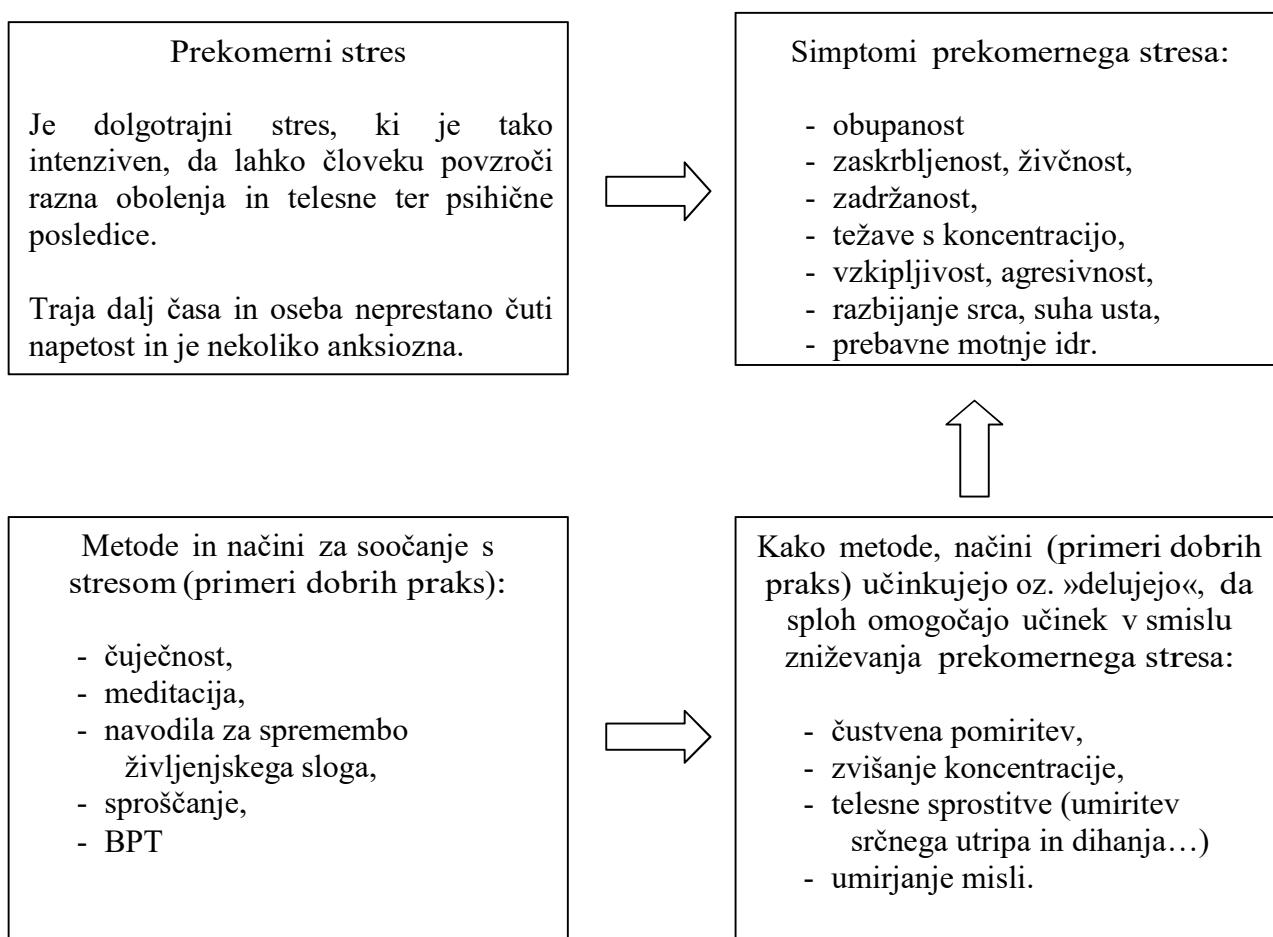 Prekomerni stres
Je dolgotrajni stres, ki je tako
intenziven, da lahko človeku povzroči
razna obolenja in telesne ter psihične
posledice.
Traja dalj časa in oseba neprestano čuti
napetost in je nekoliko anksiozna.
Simptomi prekomernega stresa:
- obupanost
- zaskrbljenost, živčnost,
- zadržanost,
- težave s koncentracijo,
- vzkipljivost, agresivnost,
- razbijanje srca, suha usta,
- prebavne motnje idr.
Metode in načini za soočanje s
stresom (primeri dobrih praks):
- čuječnost,
- meditacija,
- navodila za spremembo
življenjskega sloga,
- sproščanje,
- BPT
Kako metode, načini (primeri dobrih
praks) učinkujejo oz. »delujejo«, da
sploh omogočajo učinek v smislu
zniževanja prekomernega stresa:
- čustvena pomiritev,
- zvišanje koncentracije,
- telesne sprostitve (umiritev
srčnega utripa in dihanja…)
- umirjanje misli.